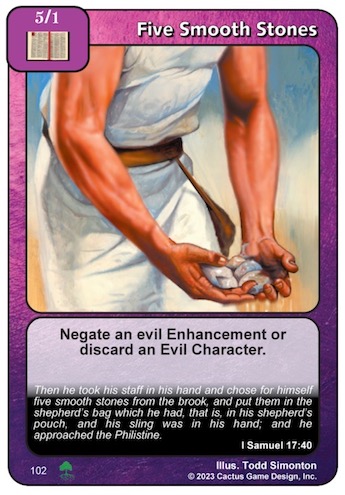 5/1
Five Smooth Stones
Negate an evil Enhancement or
discard an Evil Character.
Then he took his staff in his hand and chose for himself
five smooth stones from the brook, and put them in the
shepherd's bag which he had, that is, in his shepherd's
pouch, and his sling was in his hand; and he
approached the Philistine.
I Samuel 17:40
Illus. Todd Simonton
102
© 2023 Cactus Game Design, Inc.